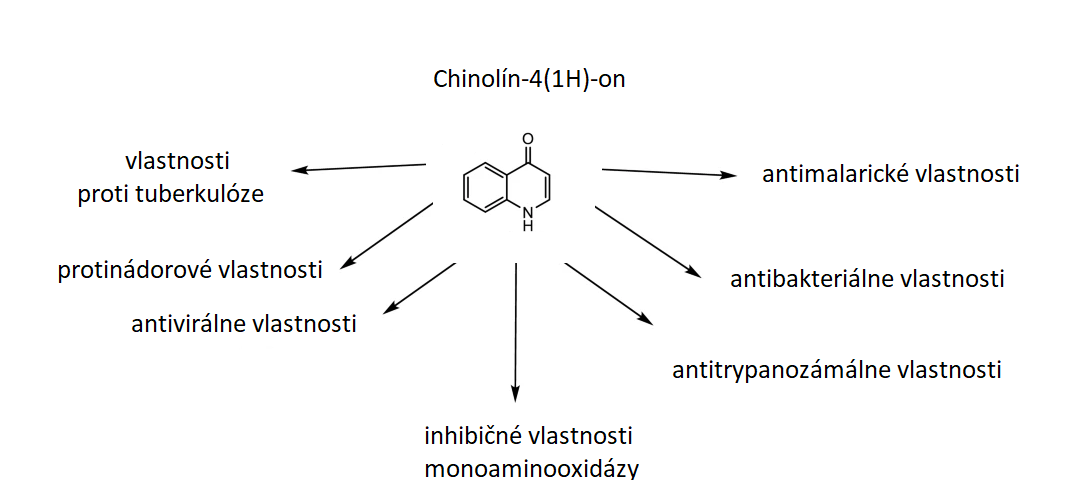 Chinolín-4(1H)-on
O
N
H
vlastnosti
proti tuberkulóze
antimalarické vlastnosti
protinádorové vlastnosti
antibakteriálne vlastnosti
antivirálne vlastnosti
antitrypanozámálne vlastnosti
inhibičné vlastnosti
monoaminooxidázy